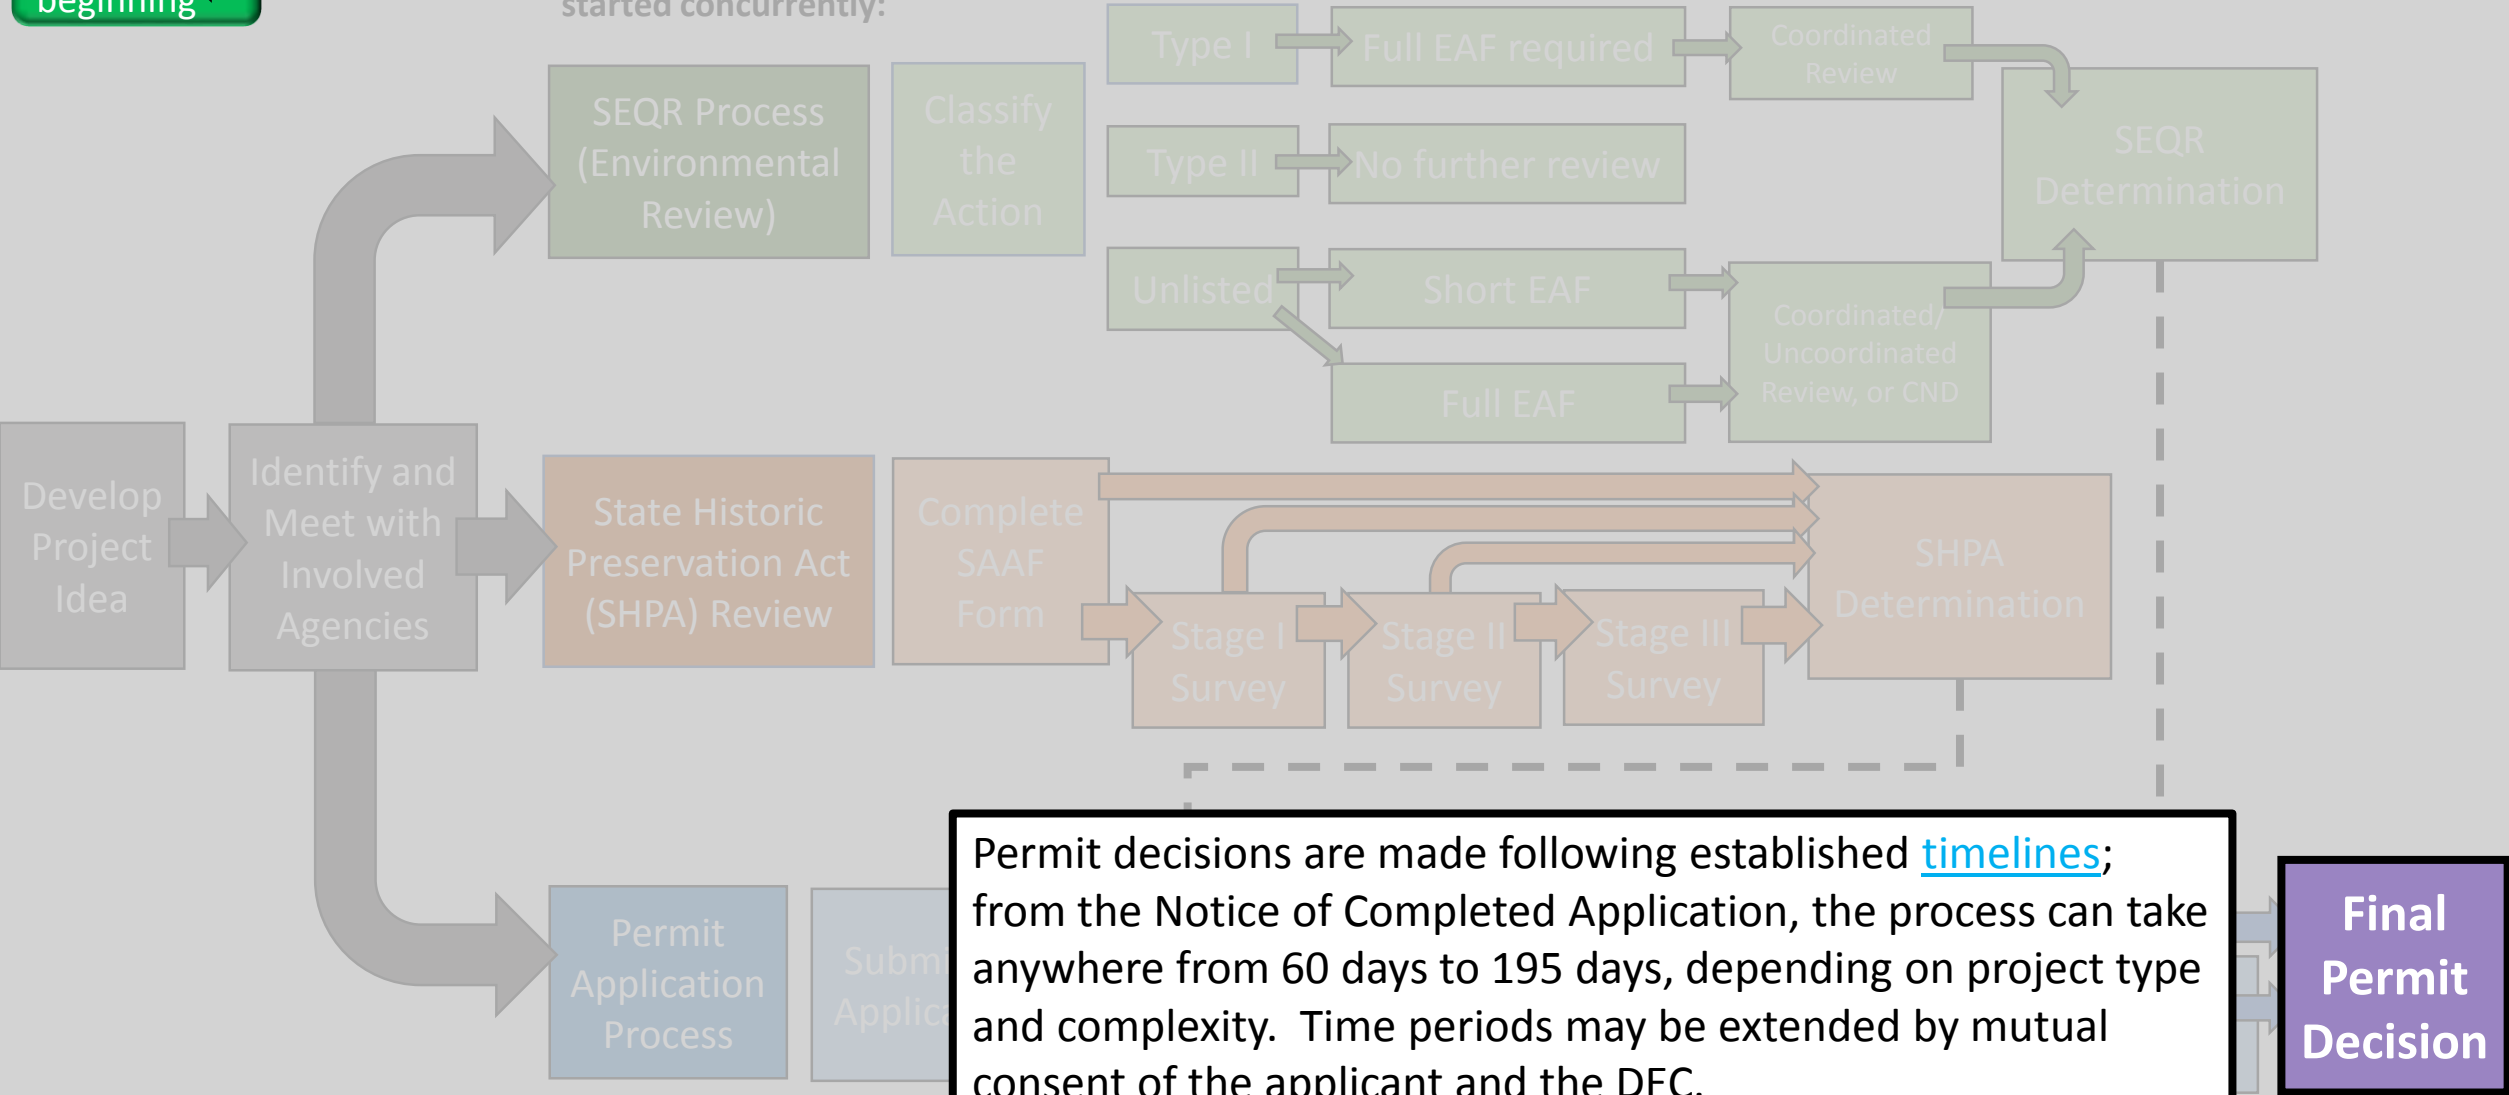 beginning
started concurrently:
Type I
Full EAF required
Coordinated
Review
SEQR Process
(Environmental
Review)
Classify
the
Action
Type II
No further review
SEQR
Determination
Unlisted
Short EAF
Coordinated/
Uncoordinated
Review, or CND
Full EAF
Develop
Project
Idea
Identify and
Meet with
Involved
Agencies
State Historic
Preservation Act
(SHPA) Review
Complete
SAAF
Form
Stage I
Survey
Stage II
Survey
Stage III
Survey
SHPA
Determination
Permit
Application
Process
Permit decisions are made following established timelines;
from the Notice of Completed Application, the process can take
anywhere from 60 days to 195 days, depending on project type
and complexity.  Time periods may be extended by mutual
consent of the applicant and the DEC.
Final
Permit
Decision